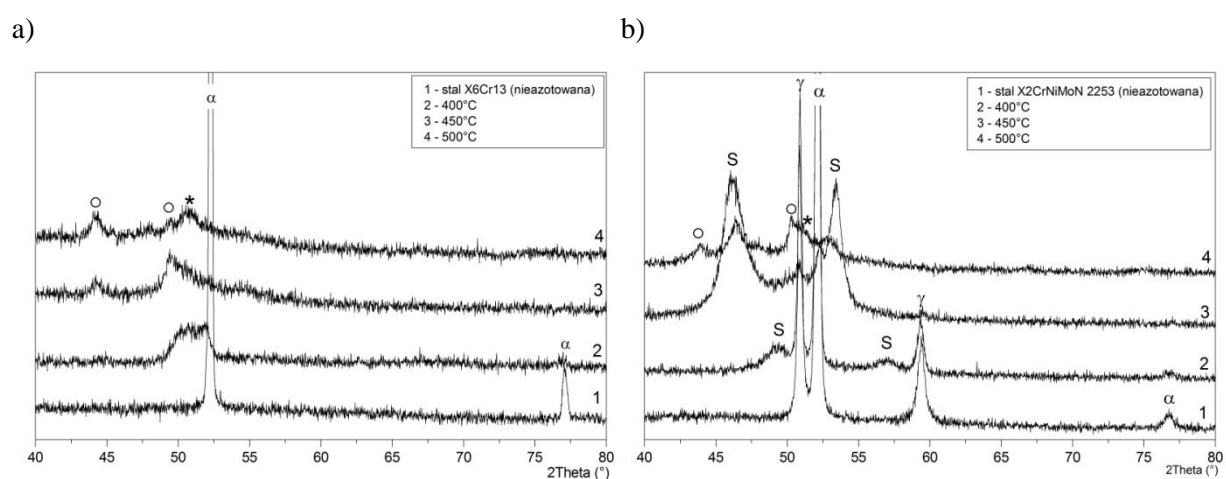 a)
1 - stal X6Cr13 (nieazotowana)
2 - 400°C
3 - 450°C
4 - 500°C
α
○ ○ *
4
3
α
2
1
40 45 50 55 60 65 70 75 80
2Theta (°)
b)
1 - stal X2CrNiMoN 2253 (nieazotowana)
2 - 400°C
3 - 450°C
4 - 500°C
γ α
S S
○ ○ *
4
γ
3
S S
2
α
1
40 45 50 55 60 65 70 75 80
2Theta (°)